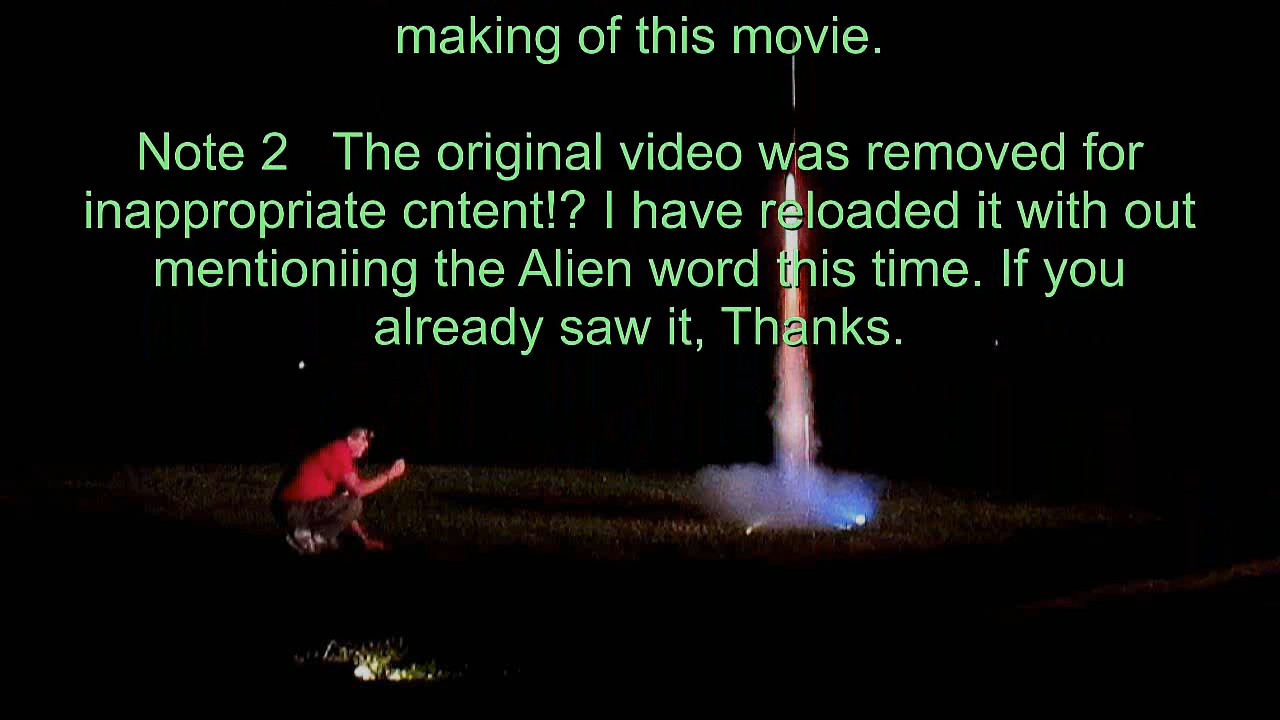 making of this movie.
Note 2 The original video was removed for
inappropriate cntent!? I have reloaded it with out
mentioniing the Alien word this time. If you
already saw it, Thanks.